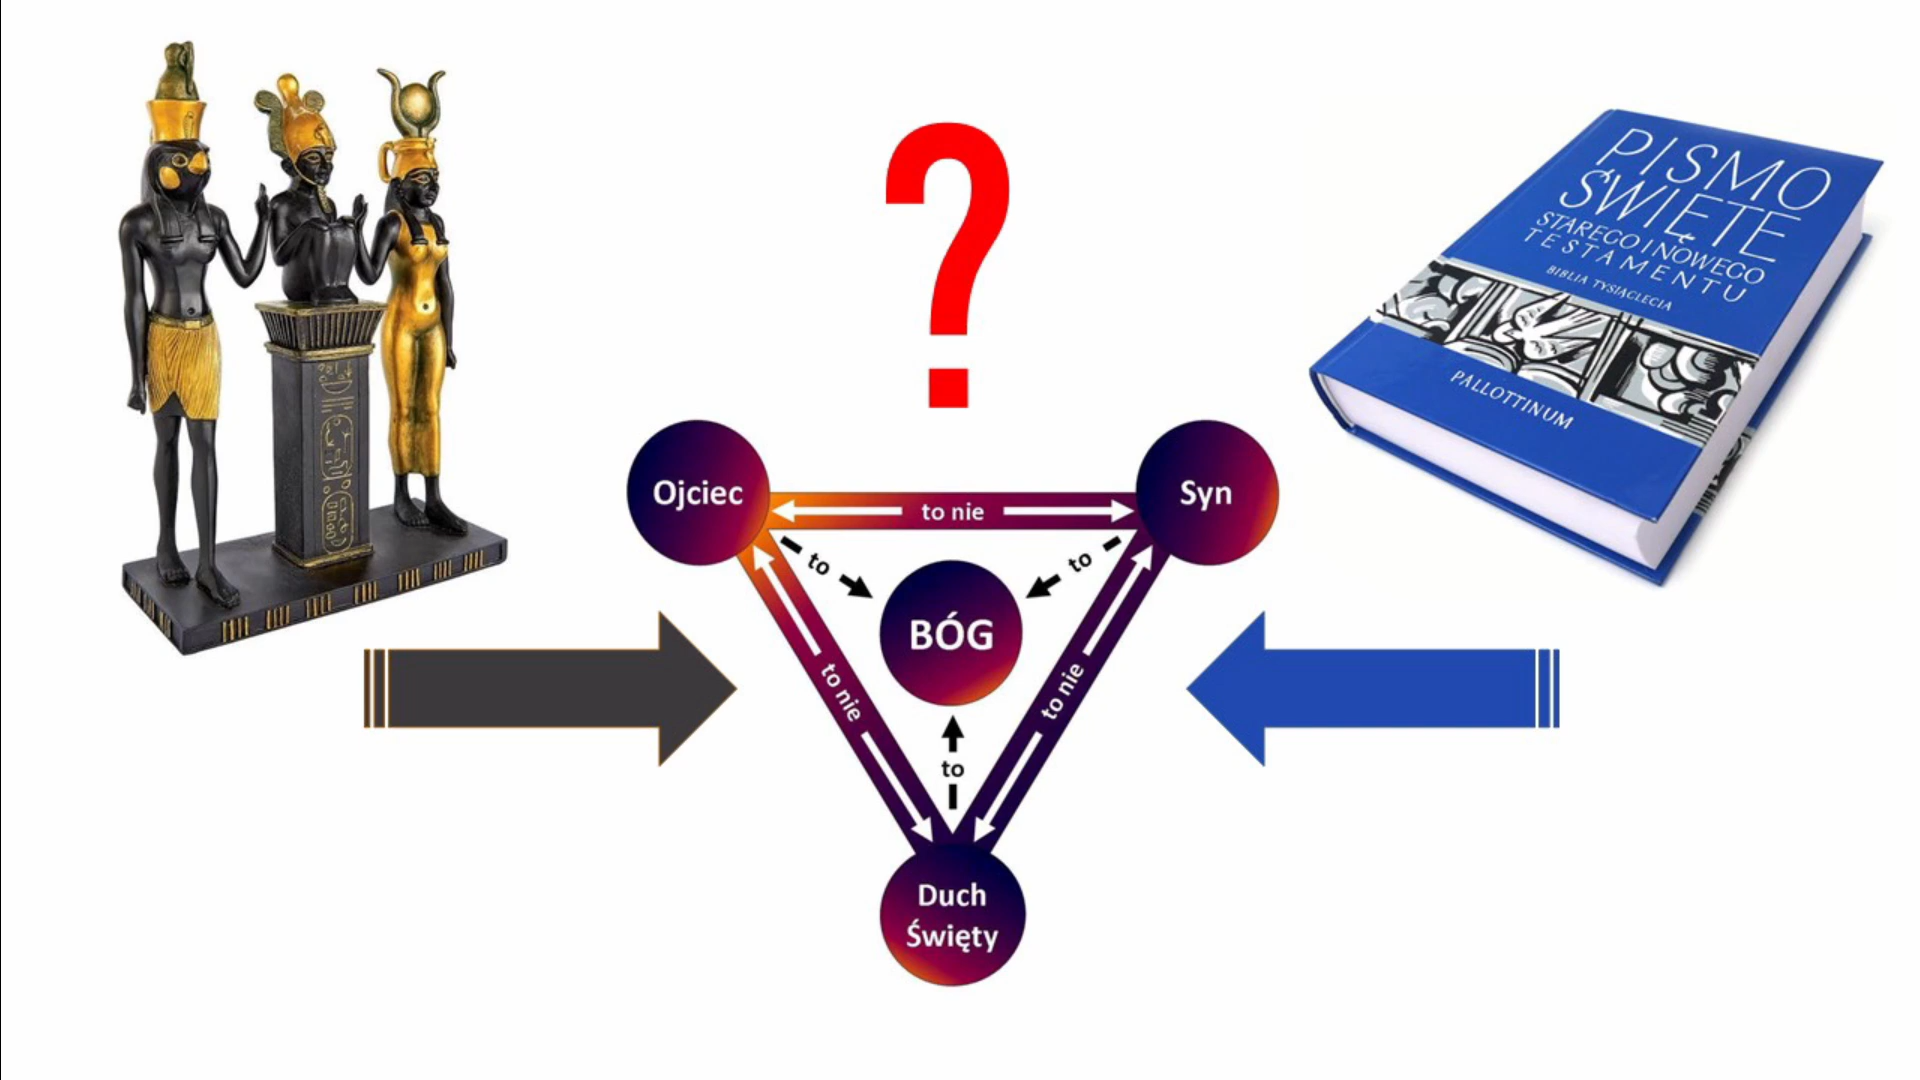 ?
PISMO
ŚWIĘTE
STAREGO I NOWEGO
TESTAMENTU
BIBLIA TYSIĄCLECIA
PALLOTTINUM
Ojciec
to nie
Syn
to
to
BÓG
to nie
to nie
to
Duch
Święty